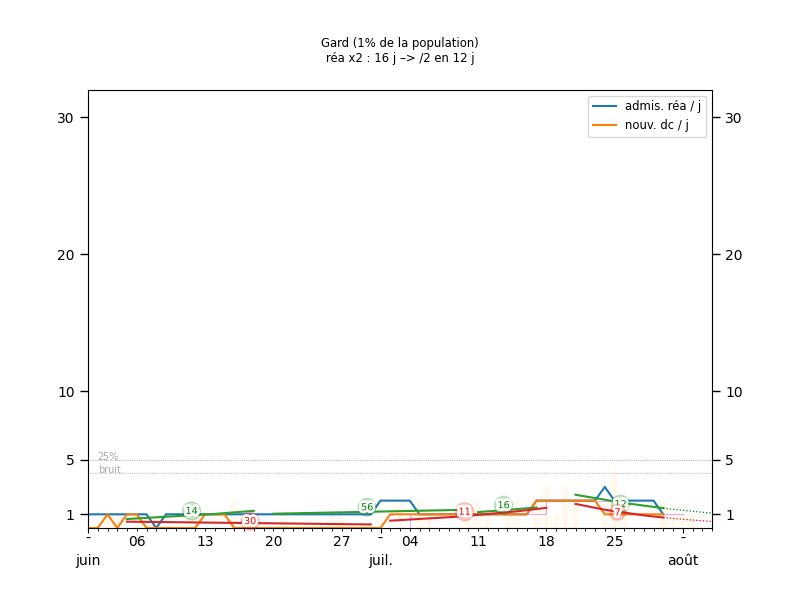 Gard (1% de la population)
réa x2 : 16 j –> /2 en 12 j
admis. réa / j
nouv. dc / j
30 30
20 20
10 10
5 5
25%
bruit
1 1
14 30 56 11 16 12 7
- 06 13 20 27 - 04 11 18 25 -
juin juil. août